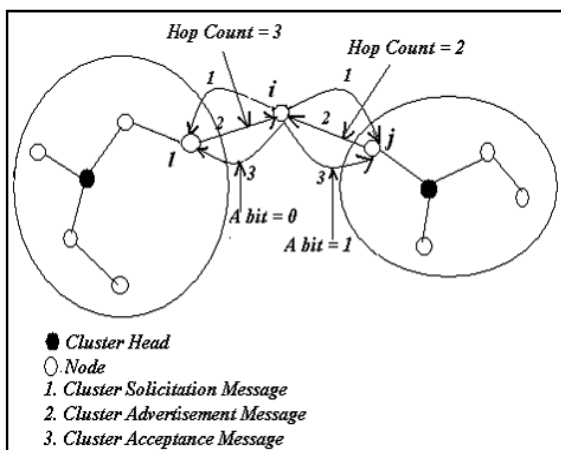 Hop Count = 3
Hop Count = 2
1
i
1
2
2
l
j
3
3
A bit = 0
A bit = 1
Cluster Head
Node
1. Cluster Solicitation Message
2. Cluster Advertisement Message
3. Cluster Acceptance Message